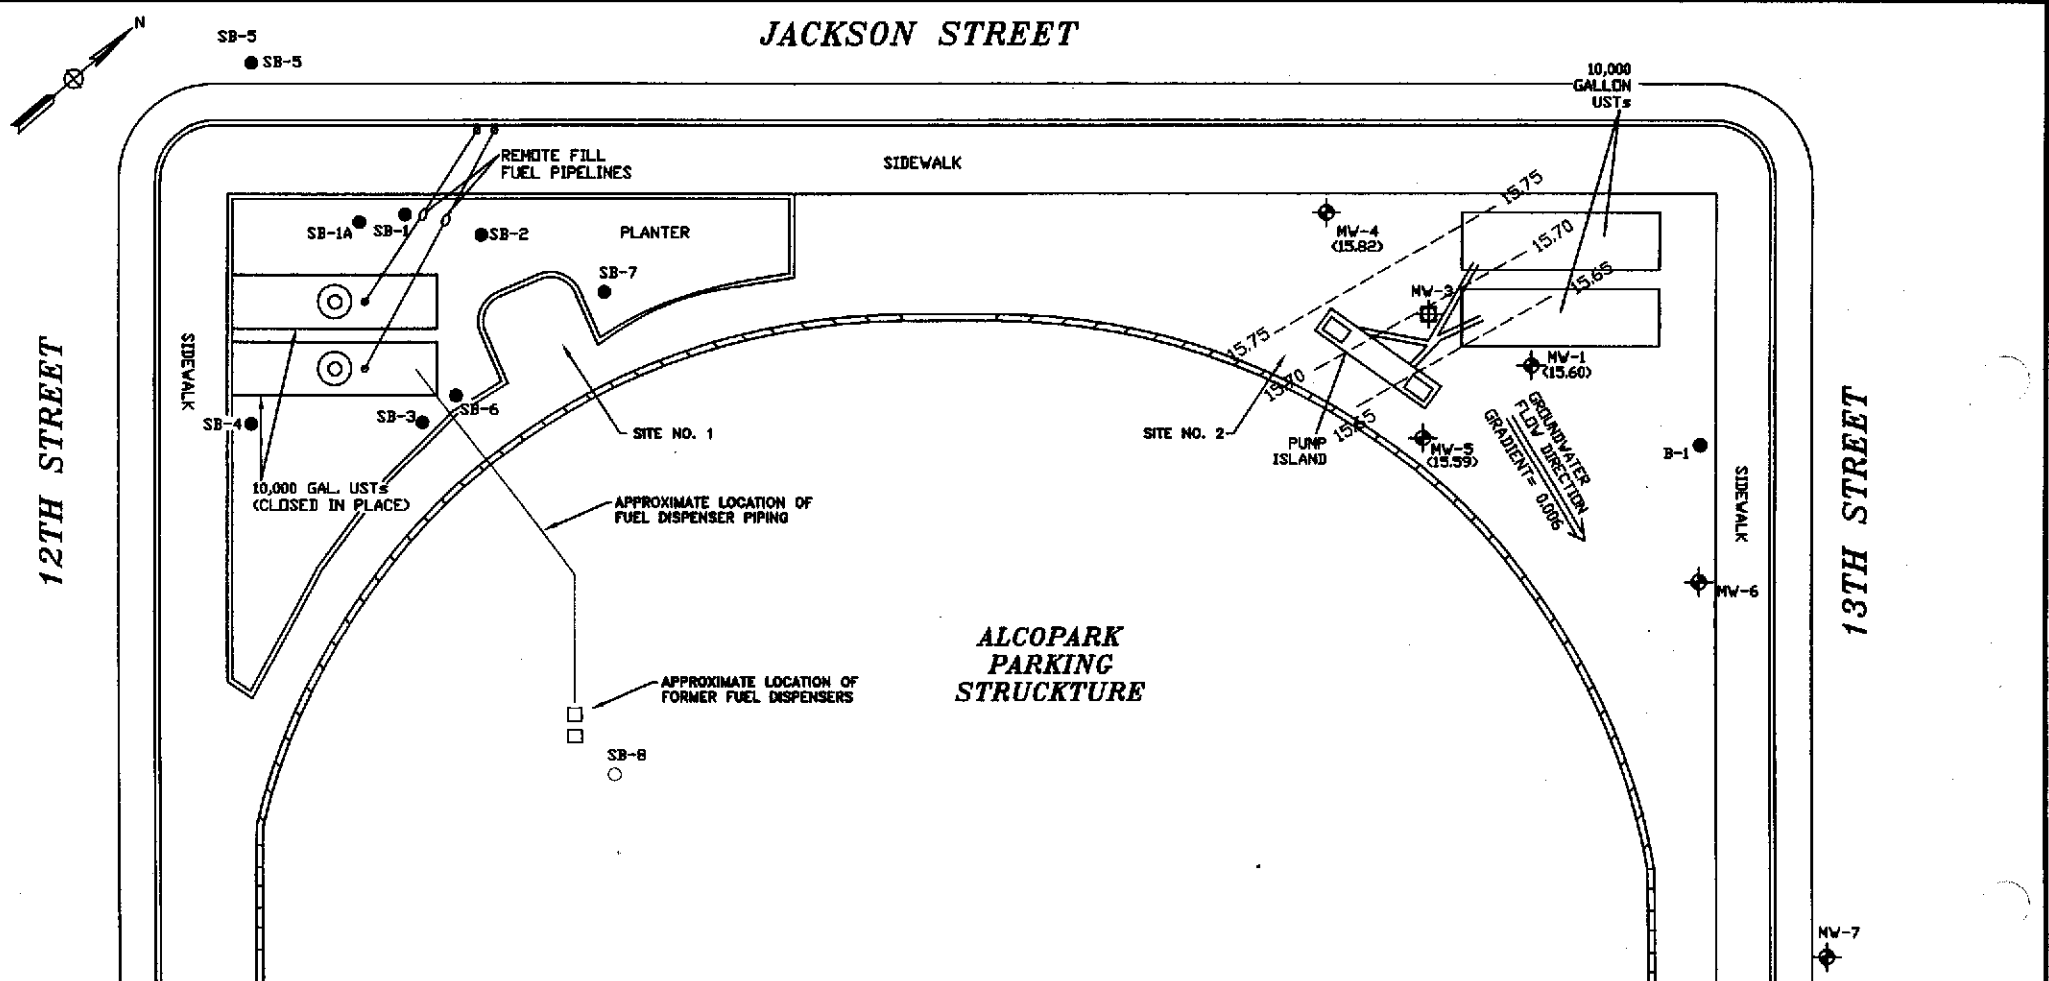 N
SB-5
SB-5
JACKSON STREET
10,000
GALLON
USTs
REMOTE FILL
FUEL PIPELINES
SIDEWALK
SB-1A
SB-1
SB-2
PLANTER
SB-7
MW-4
(15.82)
15.75
15.70
15.65
MW-3
15.75
15.70
15.65
MW-1
(15.60)
12TH STREET
SIDEWALK
SB-4
SB-3
SB-6
SITE NO. 1
SITE NO. 2
PUMP
ISLAND
MW-5
(15.59)
GROUNDWATER
FLOW DIRECTION
GRADIENT= 0.006
B-1
SIDEWALK
13TH STREET
10,000 GAL. USTs
(CLOSED IN PLACE)
APPROXIMATE LOCATION OF
FUEL DISPENSER PIPING
MW-6
ALCOPARK
PARKING
STRUCKTURE
APPROXIMATE LOCATION OF
FORMER FUEL DISPENSERS
SB-8
MW-7